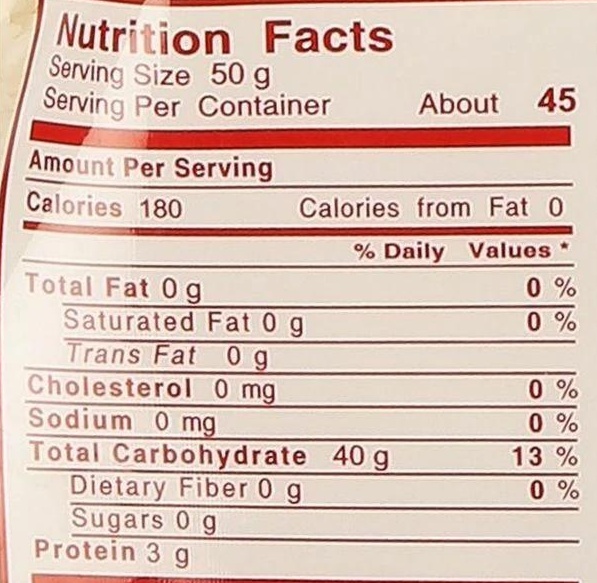 Nutrition Facts
Serving Size 50 g
Serving Per Container About 45
Amount Per Serving
Calories 180 Calories from Fat 0
% Daily Values *
Total Fat 0 g 0 %
Saturated Fat 0 g 0 %
Trans Fat 0 g
Cholesterol 0 mg 0 %
Sodium 0 mg 0 %
Total Carbohydrate 40 g 13 %
Dietary Fiber 0 g 0 %
Sugars 0 g
Protein 3 g